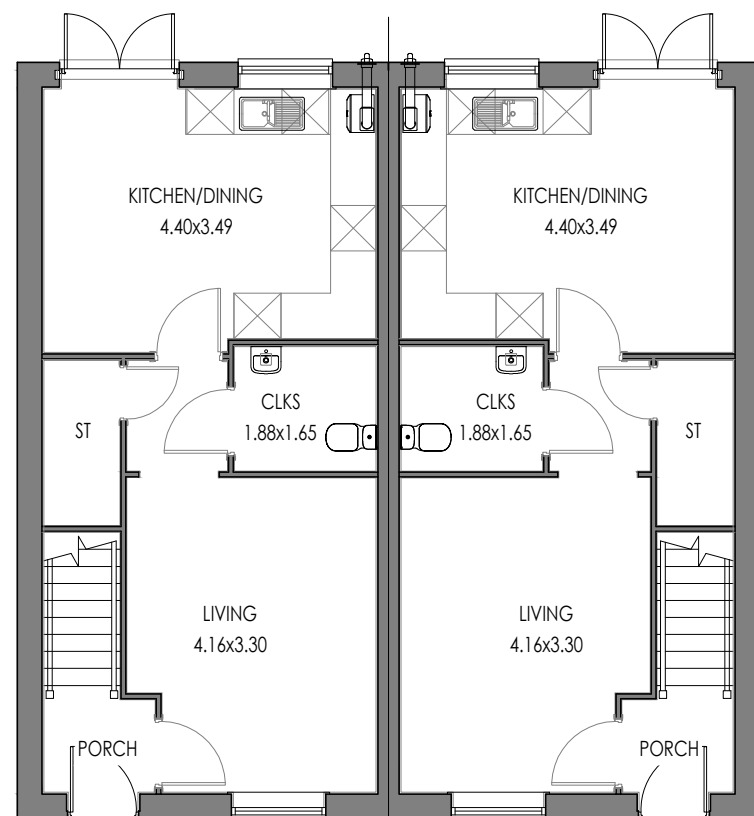 KITCHEN/DINING
4.40x3.49
KITCHEN/DINING
4.40x3.49
CLKS
1.88x1.65
CLKS
1.88x1.65
ST
ST
LIVING
4.16x3.30
LIVING
4.16x3.30
PORCH
PORCH